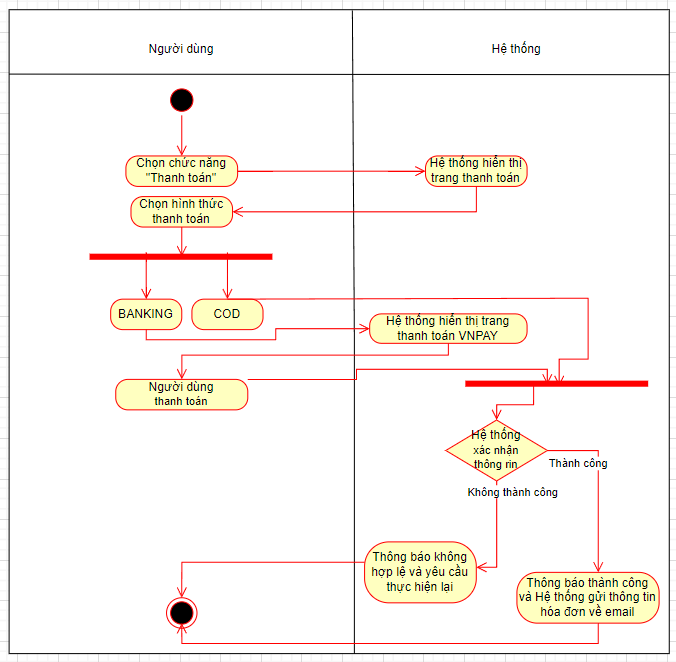 Người dùng
Hệ thống
Chọn chức năng
"Thanh toán"
Hệ thống hiển thị
trang thanh toán
Chọn hình thức
thanh toán
BANKING
COD
Hệ thống hiển thị trang
thanh toán VNPAY
Người dùng
thanh toán
Hệ thống
xác nhận
thông rin
Thành công
Không thành công
Thông báo không
hợp lệ và yêu cầu
thực hiện lại
Thông báo thành công
và Hệ thống gửi thông tin
hóa đơn về email